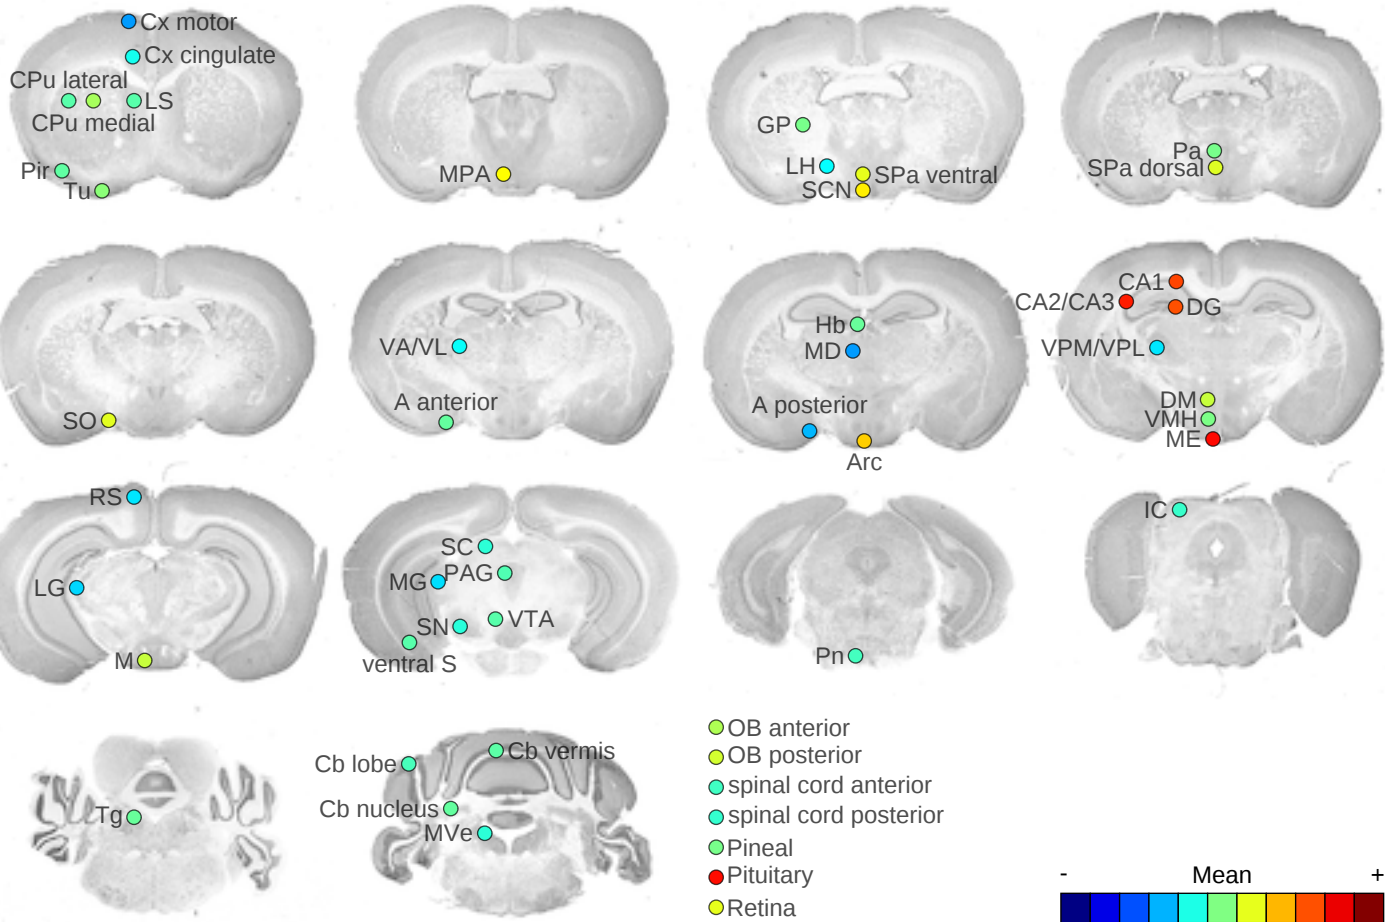 Cx motor
Cx cingulate
CPu lateral
LS
CPu medial
Pir
Tu
MPA
GP
LH
SPa ventral
SCN
Pa
SPa dorsal
SO
VA/VL
A anterior
Hb
MD
A posterior
Arc
CA1
CA2/CA3
DG
VPM/VPL
DM
VMH
ME
RS
LG
M
SC
MG
PAG
SN
VTA
ventral S
Pn
IC
Tg
Cb lobe
Cb vermis
Cb nucleus
MVe
OB anterior
OB posterior
spinal cord anterior
spinal cord posterior
Pineal
Pituitary
Retina
- Mean +